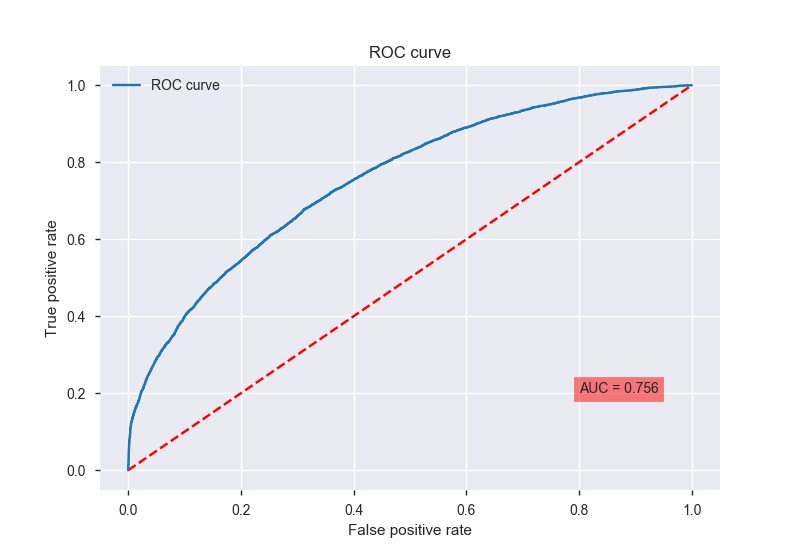 ROC curve
ROC curve
1.0
0.8
0.6
0.4
0.2
0.0
True positive rate
AUC = 0.756
0.0 0.2 0.4 0.6 0.8 1.0
False positive rate